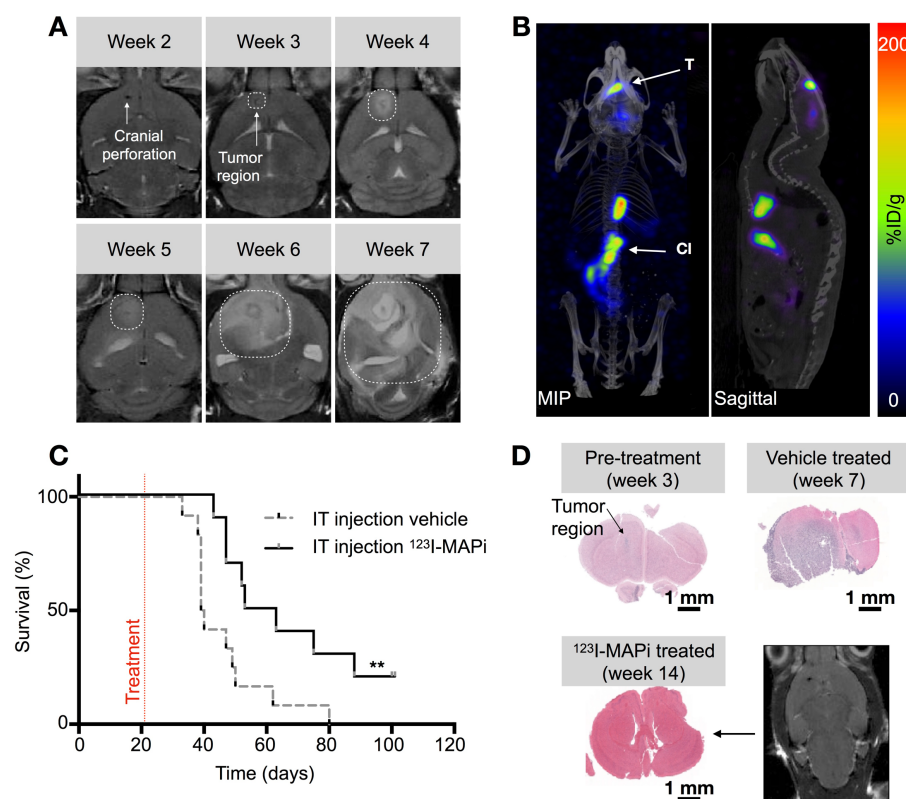 A
Week 2
Week 3
Week 4
Cranial
perforation
Tumor
region
Week 5
Week 6
Week 7
B
T
Cl
MIP
Sagittal
200
%ID/g
0
C
100
50
0
Survival (%)
Treatment
IT injection vehicle
IT injection ¹²³I-MAPi
**
0
20
40
60
80
100
120
Time (days)
D
Pre-treatment
(week 3)
Vehicle treated
(week 7)
Tumor
region
1 mm
1 mm
¹²³I-MAPi treated
(week 14)
1 mm